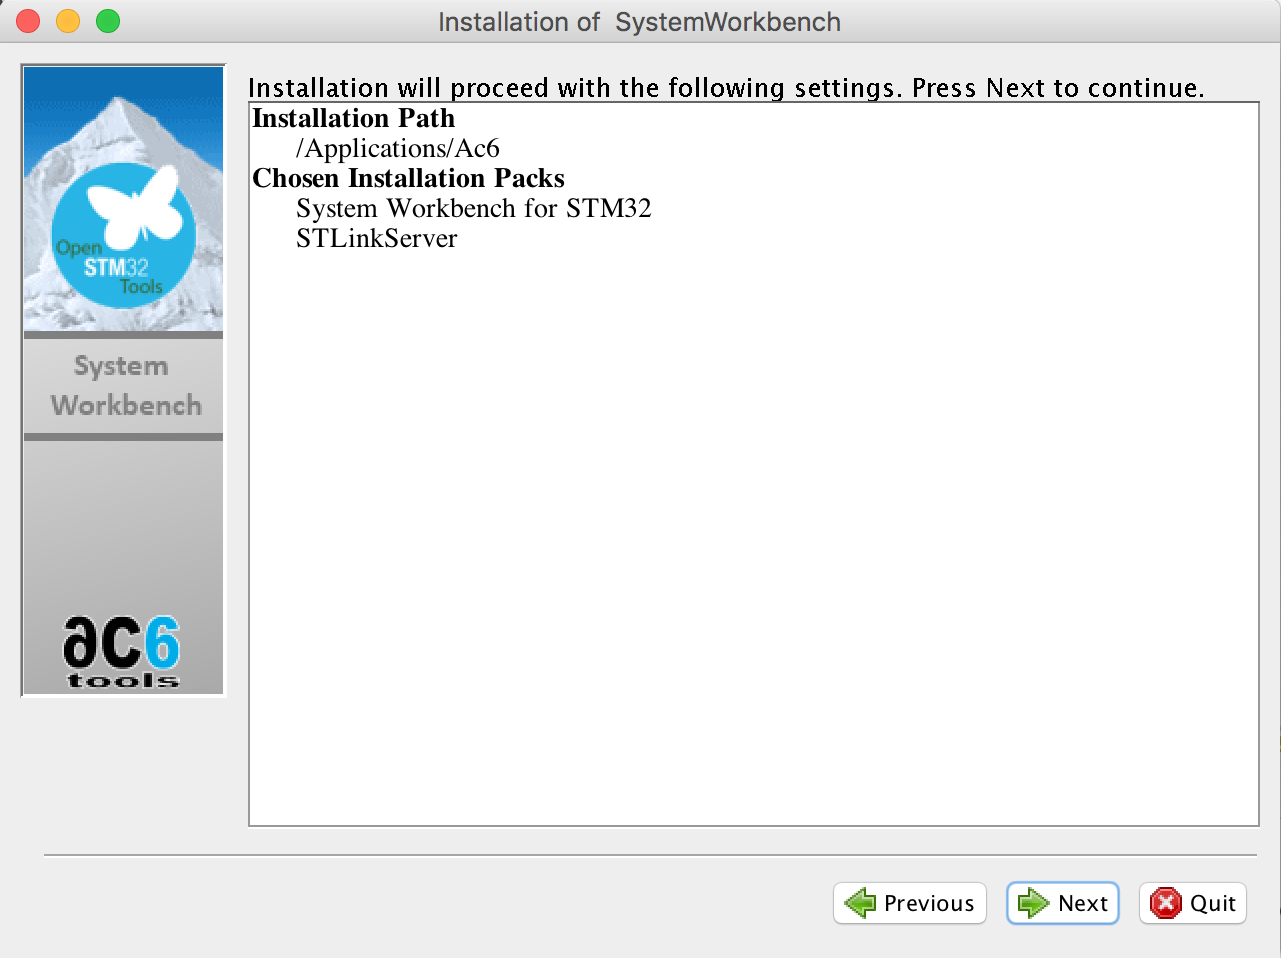 Installation of SystemWorkbench
Installation will proceed with the following settings. Press Next to continue.
Installation Path
/Applications/Ac6
Chosen Installation Packs
System Workbench for STM32
STLinkServer
Open
STM32
Tools
System
Workbench
ac6
tools
Previous
Next
Quit